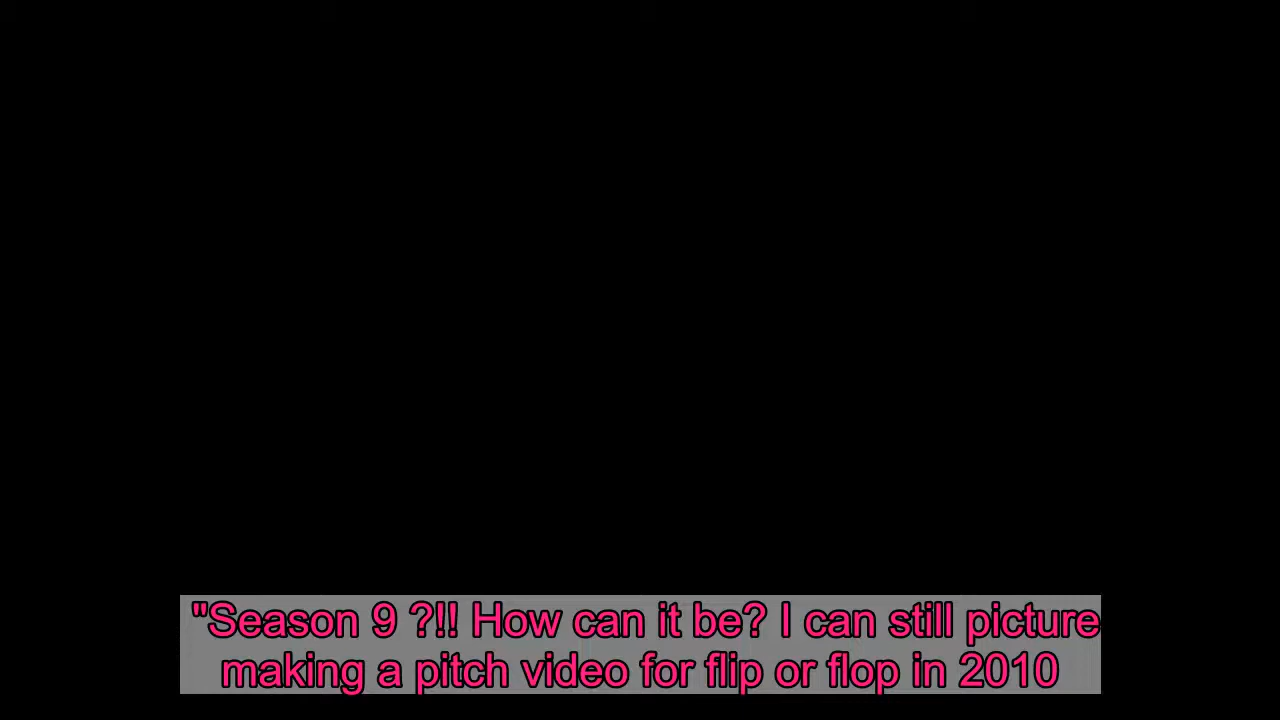 "Season 9 ?!! How can it be? I can still picture
making a pitch video for flip or flop in 2010